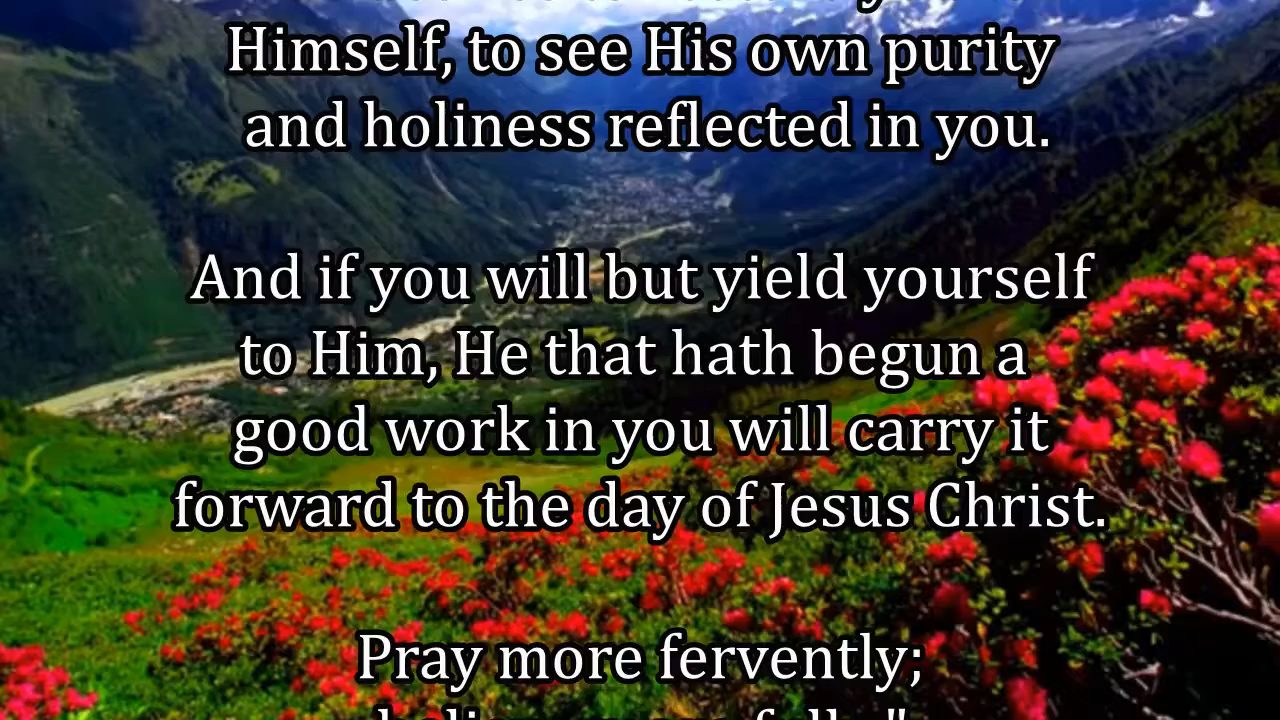 Himself, to see His own purity
and holiness reflected in you.
And if you will but yield yourself
to Him, He that hath begun a
good work in you will carry it
forward to the day of Jesus Christ.
Pray more fervently;